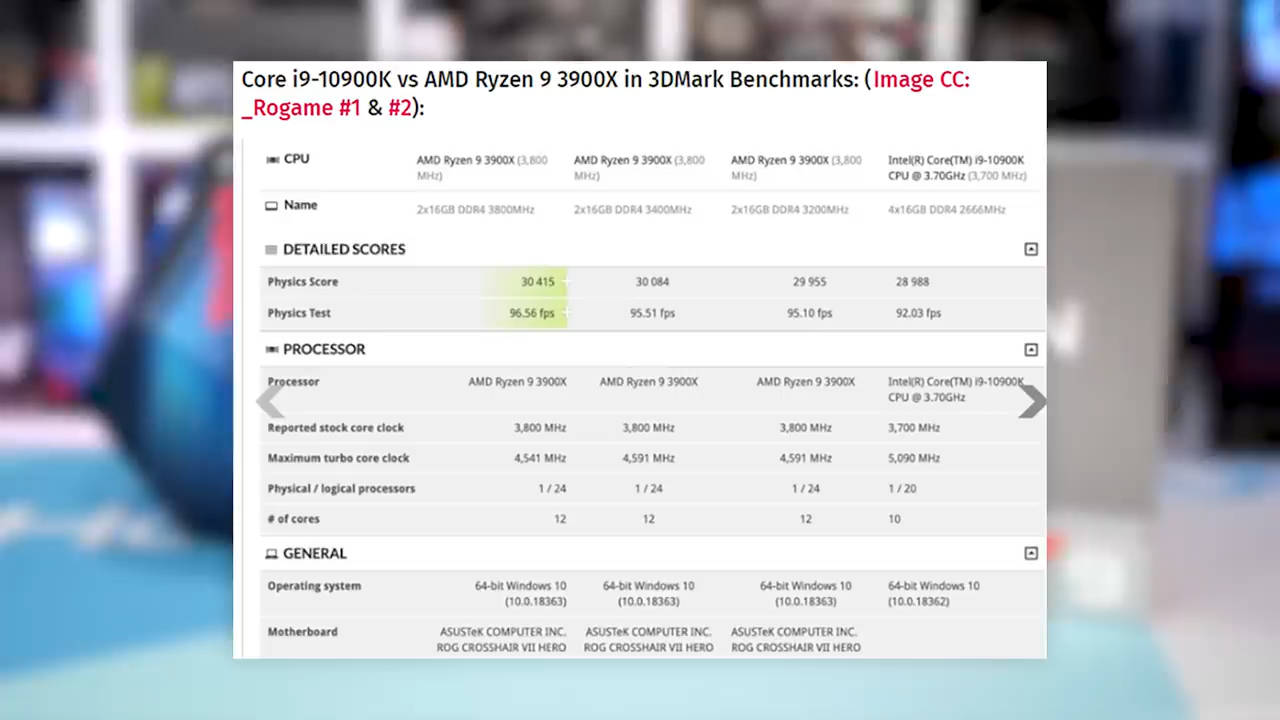 Core i9-10900K vs AMD Ryzen 9 3900X in 3DMark Benchmarks: (Image CC:
_Rogame #1 & #2):
CPU AMD Ryzen 9 3900X (3,800 MHz) AMD Ryzen 9 3900X (3,800 MHz) AMD Ryzen 9 3900X (3,800 MHz) Intel(R) Core(TM) i9-10900K CPU @ 3.70GHz (3,700 MHz)
Name 2x16GB DDR4 3800MHz 2x16GB DDR4 3400MHz 2x16GB DDR4 3200MHz 4x16GB DDR4 2666MHz
DETAILED SCORES
Physics Score 30 415 30 084 29 955 28 988
Physics Test 96.56 fps 95.51 fps 95.10 fps 92.03 fps
PROCESSOR
Processor AMD Ryzen 9 3900X AMD Ryzen 9 3900X AMD Ryzen 9 3900X Intel(R) Core(TM) i9-10900K CPU @ 3.70GHz
Reported stock core clock 3,800 MHz 3,800 MHz 3,800 MHz 3,700 MHz
Maximum turbo core clock 4,541 MHz 4,591 MHz 4,591 MHz 5,090 MHz
Physical / logical processors 1 / 24 1 / 24 1 / 24 1 / 20
# of cores 12 12 12 10
GENERAL
Operating system 64-bit Windows 10 (10.0.18363) 64-bit Windows 10 (10.0.18363) 64-bit Windows 10 (10.0.18363) 64-bit Windows 10 (10.0.18362)
Motherboard ASUSTeK COMPUTER INC. ROG CROSSHAIR VII HERO ASUSTeK COMPUTER INC. ROG CROSSHAIR VII HERO ASUSTeK COMPUTER INC. ROG CROSSHAIR VII HERO